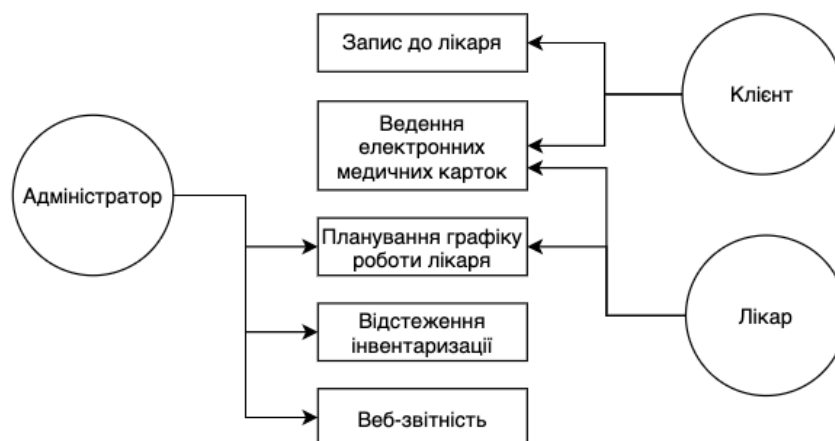 Запис до лікаря
Клієнт
Ведення
електронних
медичних карток
Адміністратор
Планування графіку
роботи лікаря
Лікар
Відстеження
інвентаризації
Веб-звітність